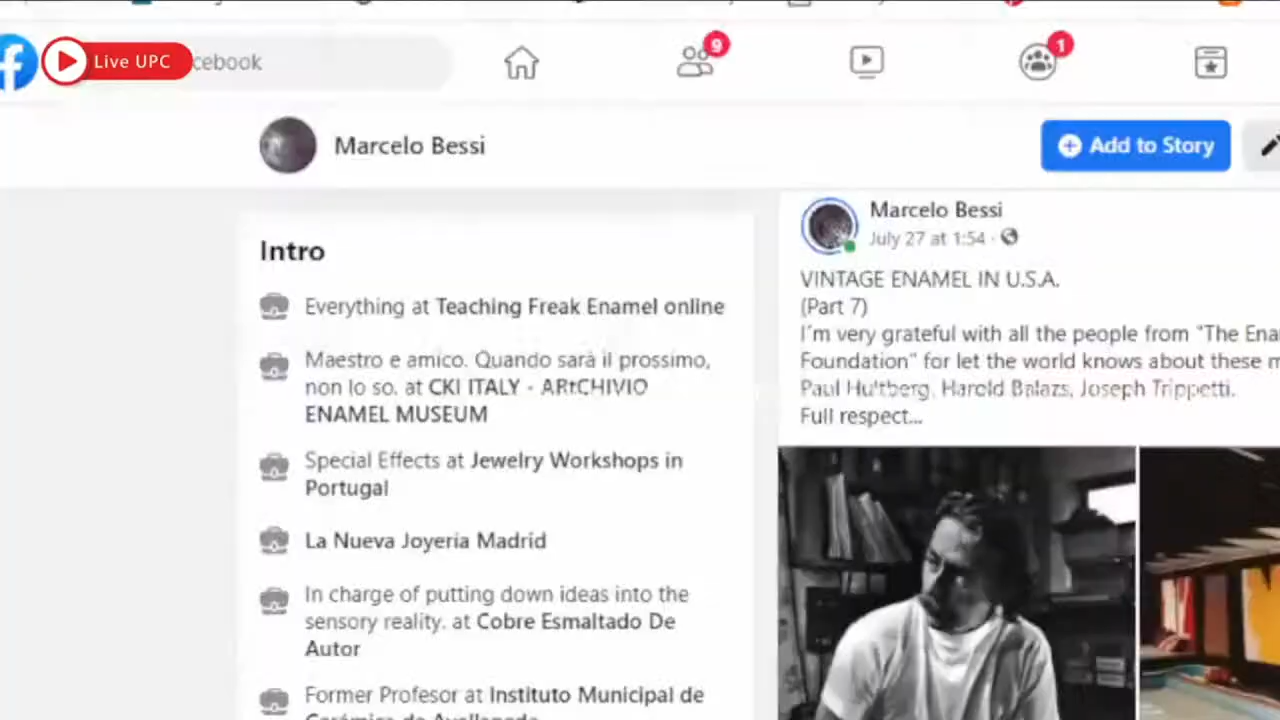 Live UPC
cebook
9
1
Marcelo Bessi
Add to Story
Intro
Everything at Teaching Freak Enamel online
Maestro e amico. Quando sarà il prossimo,
non lo so. at CKI ITALY - ARtCHIVIO
ENAMEL MUSEUM
Special Effects at Jewelry Workshops in
Portugal
La Nueva Joyeria Madrid
In charge of putting down ideas into the
sensory reality. at Cobre Esmaltado De
Autor
Former Profesor at Instituto Municipal de
Marcelo Bessi
July 27 at 1:54 ·
VINTAGE ENAMEL IN U.S.A.
(Part 7)
I'm very grateful with all the people from "The Ena
Foundation" for let the world knows about these m
Paul Hultberg, Harold Balazs, Joseph Trippetti.
Full respect...